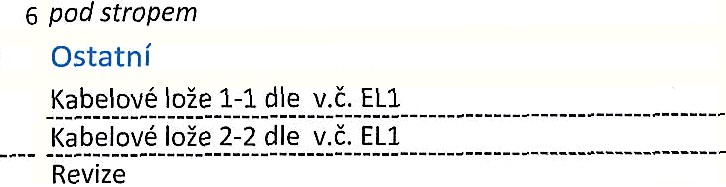 6 pod stropem
Ostatní
Kabelové lože 1-1 dle v.č. EL1
Kabelové lože 2-2 dle v.č. EL1
Revize